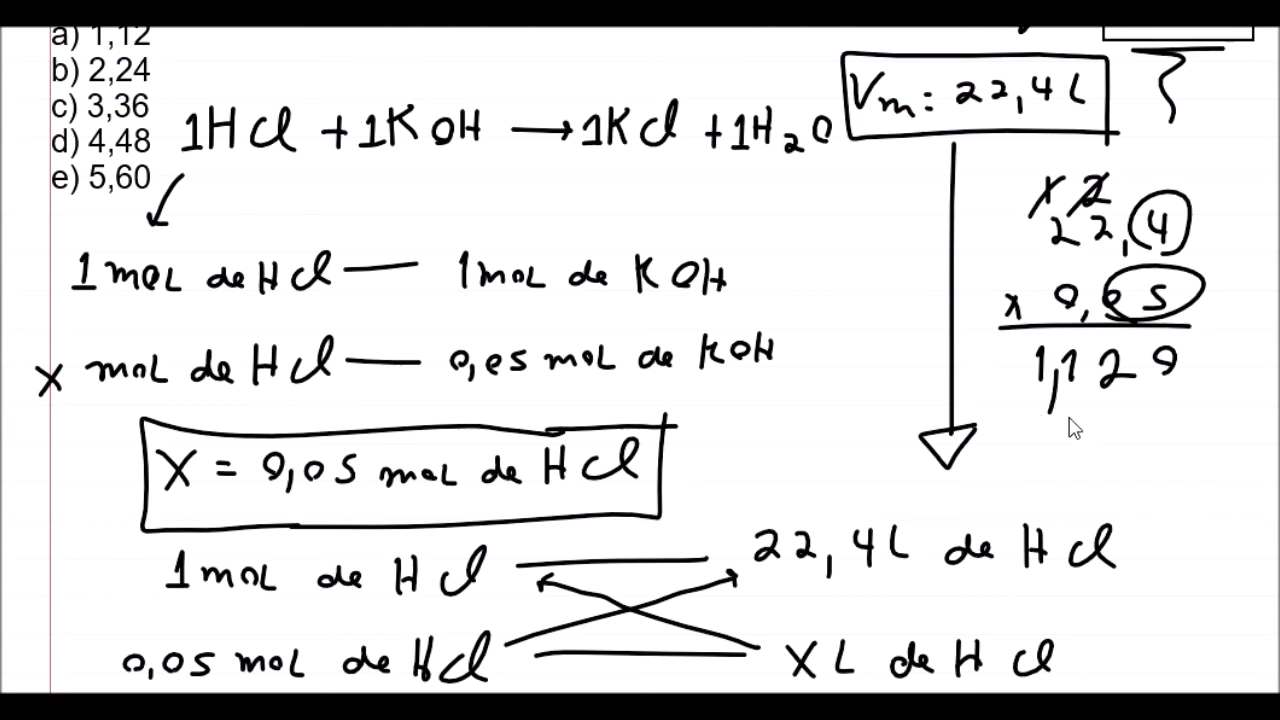 a) 1,12
b) 2,24
c) 3,36
d) 4,48
e) 5,60
1HCl + 1KOH → 1KCl + 1H₂O
Vm = 22,4 L
1 mol de HCl — 1 mol de KOH
x mol de HCl — 0,05 mol de KOH
X = 0,05 mol de HCl
1 2
22,4
x 0,05
1,120
1 mol de HCl — 22,4 L de HCl
0,05 mol de HCl — X L de HCl